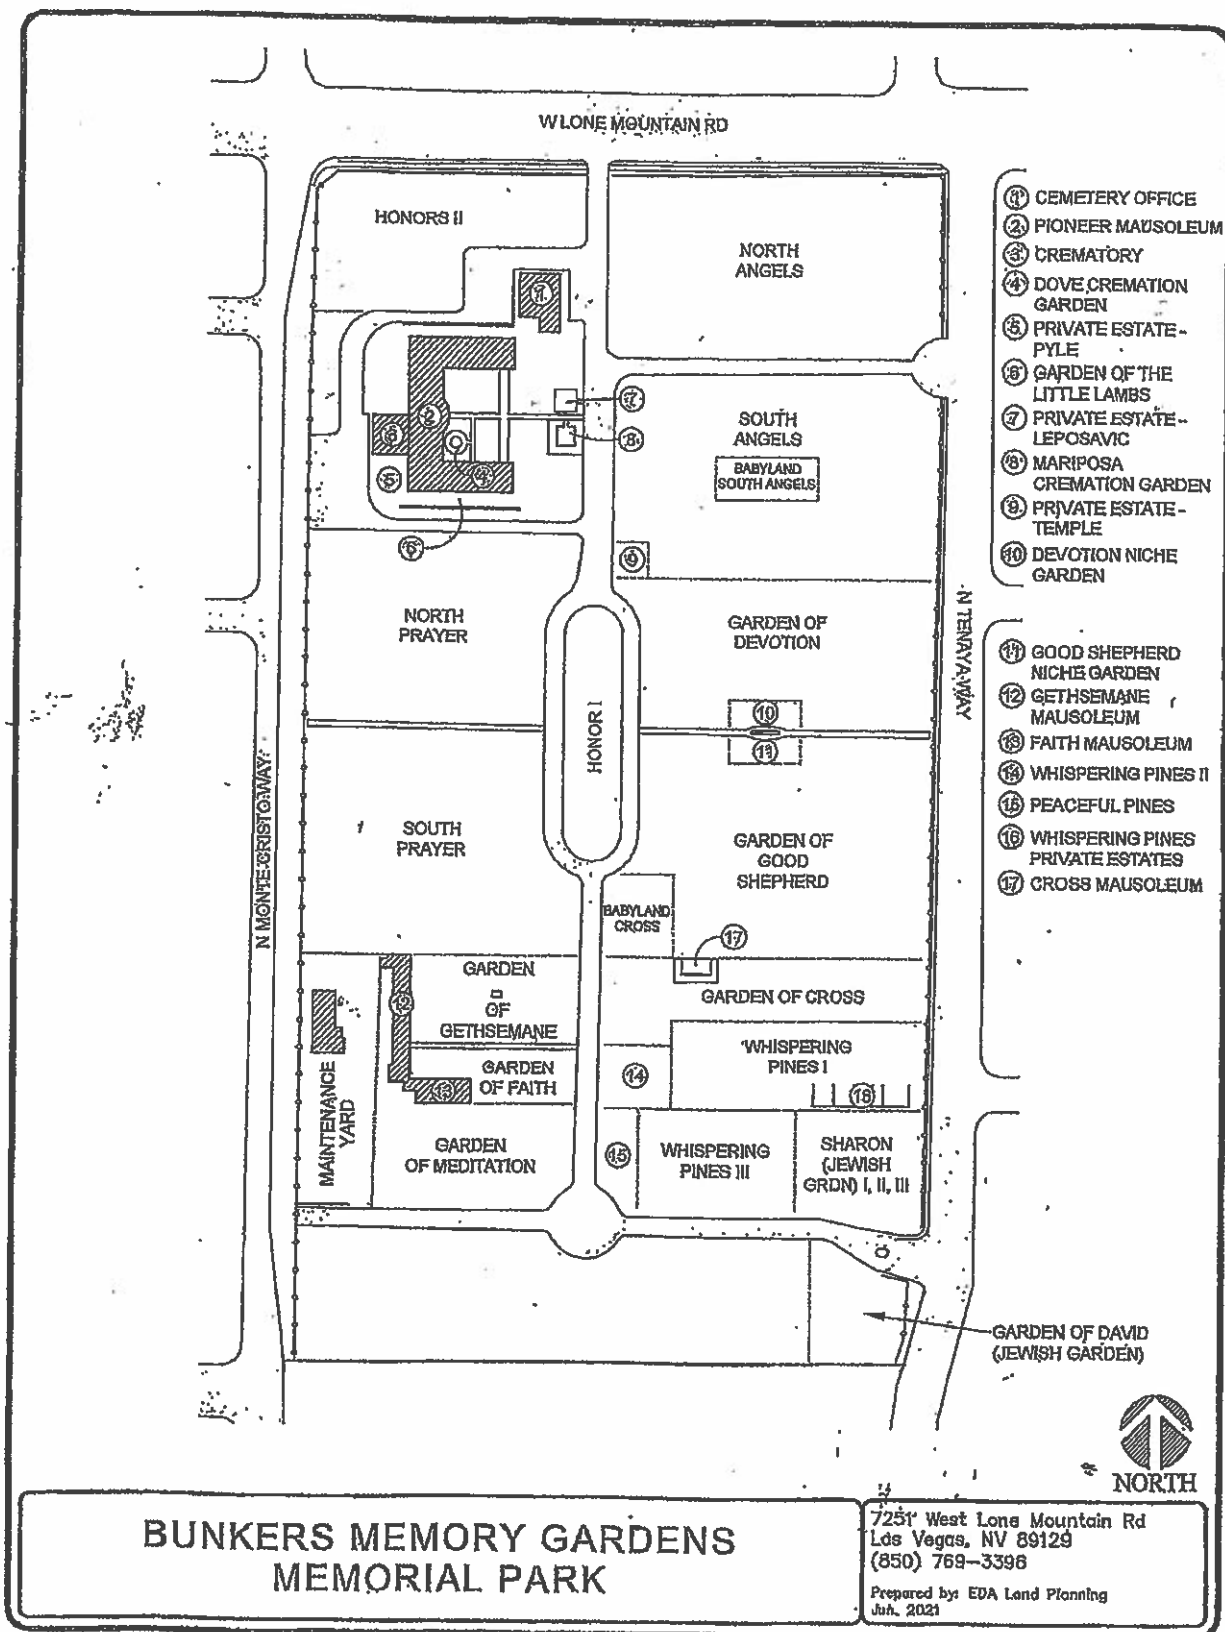 W LONE MOUNTAIN RD
HONORS II
NORTH
ANGELS
1
2
3
4
5
6
7
8
SOUTH
ANGELS
BABYLAND
SOUTH ANGELS
9
NORTH
PRAYER
GARDEN OF
DEVOTION
HONOR I
10
11
SOUTH
PRAYER
GARDEN OF
GOOD
SHEPHERD
BABYLAND
CROSS
17
GARDEN
OF
GETHSEMANE
12
GARDEN OF CROSS
WHISPERING
PINES I
GARDEN
OF FAITH
13
14
16
MAINTENANCE
YARD
GARDEN
OF MEDITATION
15
WHISPERING
PINES III
SHARON
(JEWISH
GRDN) I, II, III
N MONTE CRISTO WAY
N TENAYA WAY
1 CEMETERY OFFICE
2 PIONEER MAUSOLEUM
3 CREMATORY
4 DOVE CREMATION
GARDEN
5 PRIVATE ESTATE-
PYLE
6 GARDEN OF THE
LITTLE LAMBS
7 PRIVATE ESTATE-
LEPOSAVIC
8 MARIPOSA
CREMATION GARDEN
9 PRIVATE ESTATE-
TEMPLE
10 DEVOTION NICHE
GARDEN
11 GOOD SHEPHERD
NICHE GARDEN
12 GETHSEMANE
MAUSOLEUM
13 FAITH MAUSOLEUM
14 WHISPERING PINES II
15 PEACEFUL PINES
16 WHISPERING PINES
PRIVATE ESTATES
17 CROSS MAUSOLEUM
GARDEN OF DAVID
(JEWISH GARDEN)
NORTH
BUNKERS MEMORY GARDENS
MEMORIAL PARK
7251 West Lone Mountain Rd
Las Vegas, NV 89129
(850) 769-3396
Prepared by: EDA Land Planning
2021